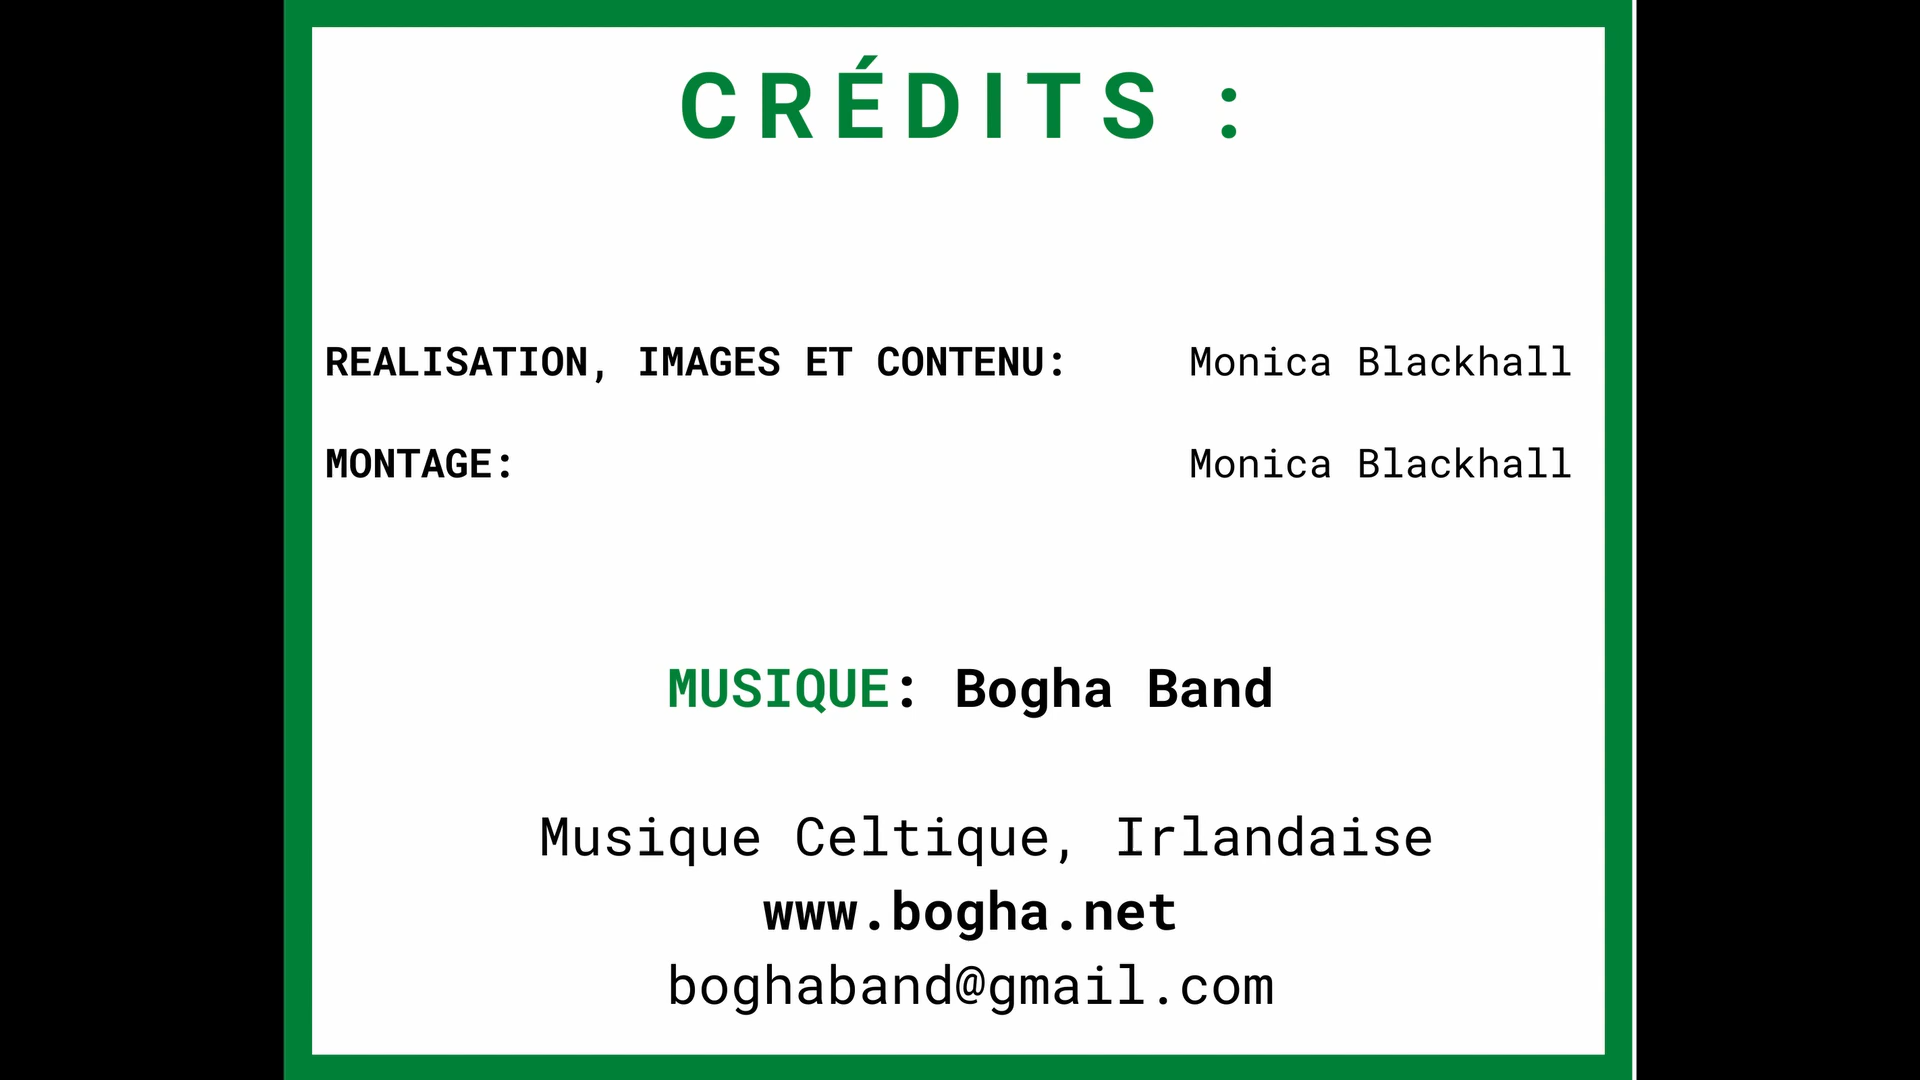 CRÉDITS :
REALISATION, IMAGES ET CONTENU: Monica Blackhall
MONTAGE: Monica Blackhall
MUSIQUE: Bogha Band
Musique Celtique, Irlandaise
www.bogha.net
boghaband@gmail.com